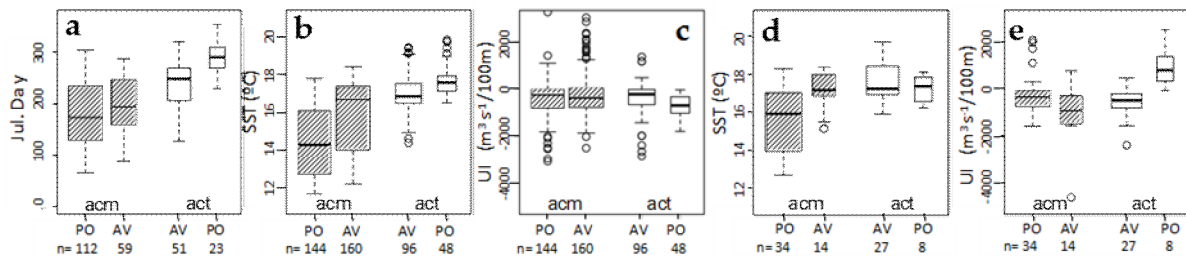 a
Jul. Day
300
200
100
.0
acm act
PO AV AV PO
n= 112 59 51 23
b
SST (ºC)
20
18
16
14
12
acm act
PO AV AV PO
n= 144 160 96 48
c
UI (m³ s⁻¹/100m)
2000
0
-2000
-4000
acm act
PO AV AV PO
n= 144 160 96 48
d
SST (ºC)
20
18
16
14
12
acm act
PO AV AV PO
n= 34 14 27 8
e
UI (m³ s⁻¹/100m)
2000
0
2000
-4000
acm act
PO AV AV PO
n= 34 14 27 8